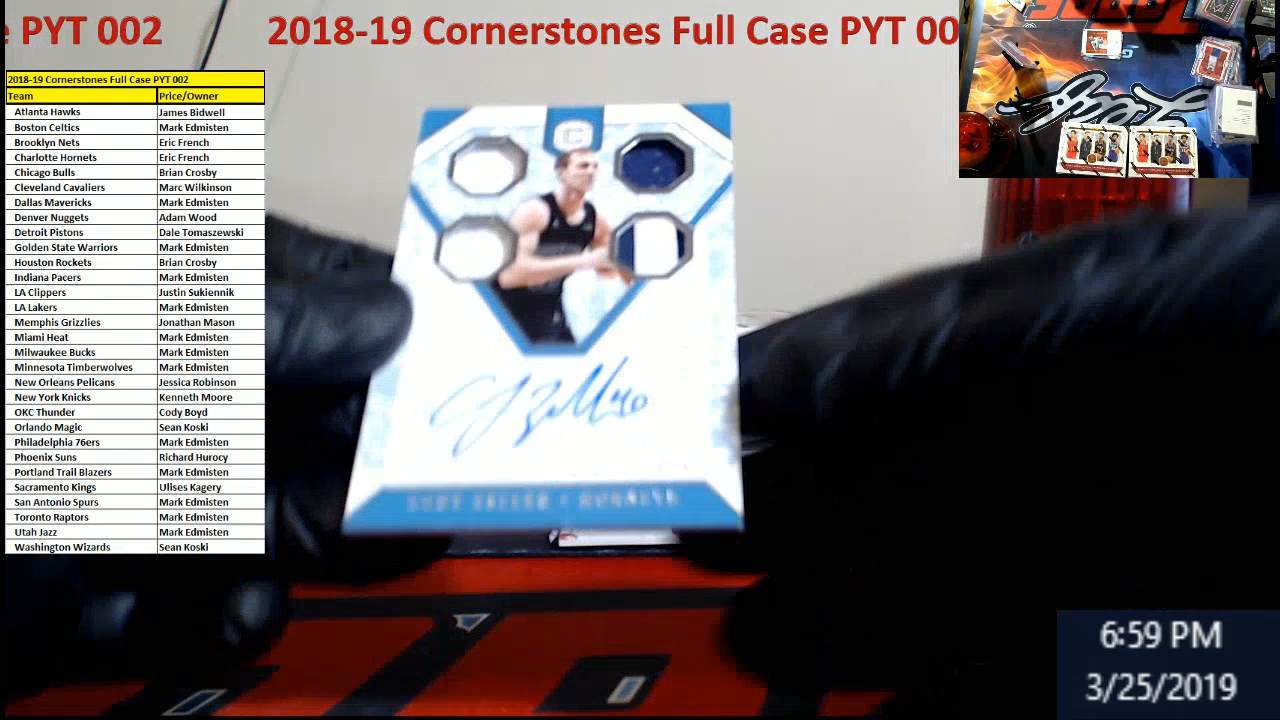 e PYT 002 2018-19 Cornerstones Full Case PYT 00
2018-19 Cornerstones Full Case PYT 002
Team Price/Owner
Atlanta Hawks James Bidwell
Boston Celtics Mark Edmisten
Brooklyn Nets Eric French
Charlotte Hornets Eric French
Chicago Bulls Brian Crosby
Cleveland Cavaliers Marc Wilkinson
Dallas Mavericks Mark Edmisten
Denver Nuggets Adam Wood
Detroit Pistons Dale Tomaszewski
Golden State Warriors Mark Edmisten
Houston Rockets Brian Crosby
Indiana Pacers Mark Edmisten
LA Clippers Justin Sukiennik
LA Lakers Mark Edmisten
Memphis Grizzlies Jonathan Mason
Miami Heat Mark Edmisten
Milwaukee Bucks Mark Edmisten
Minnesota Timberwolves Mark Edmisten
New Orleans Pelicans Jessica Robinson
New York Knicks Kenneth Moore
OKC Thunder Cody Boyd
Orlando Magic Sean Koski
Philadelphia 76ers Mark Edmisten
Phoenix Suns Richard Hurocy
Portland Trail Blazers Mark Edmisten
Sacramento Kings Ulises Kagery
San Antonio Spurs Mark Edmisten
Toronto Raptors Mark Edmisten
Utah Jazz Mark Edmisten
Washington Wizards Sean Koski
C
6:59 PM
3/25/2019